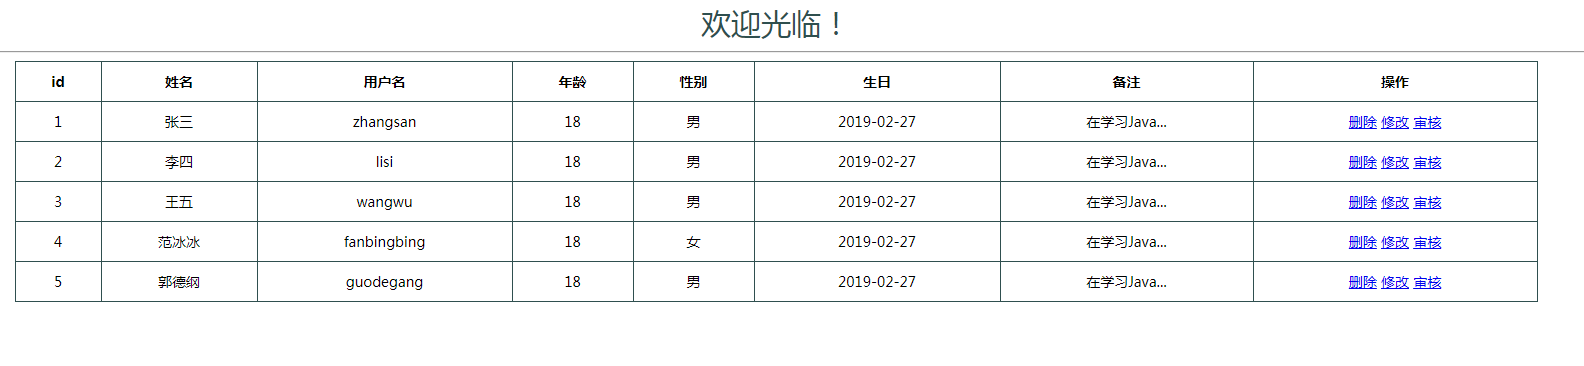 欢迎光临！
id 姓名 用户名 年龄 性别 生日 备注 操作
1 张三 zhangsan 18 男 2019-02-27 在学习Java... 删除 修改 审核
2 李四 lisi 18 男 2019-02-27 在学习Java... 删除 修改 审核
3 王五 wangwu 18 男 2019-02-27 在学习Java... 删除 修改 审核
4 范冰冰 fanbingbing 18 女 2019-02-27 在学习Java... 删除 修改 审核
5 郭德纲 guodegang 18 男 2019-02-27 在学习Java... 删除 修改 审核